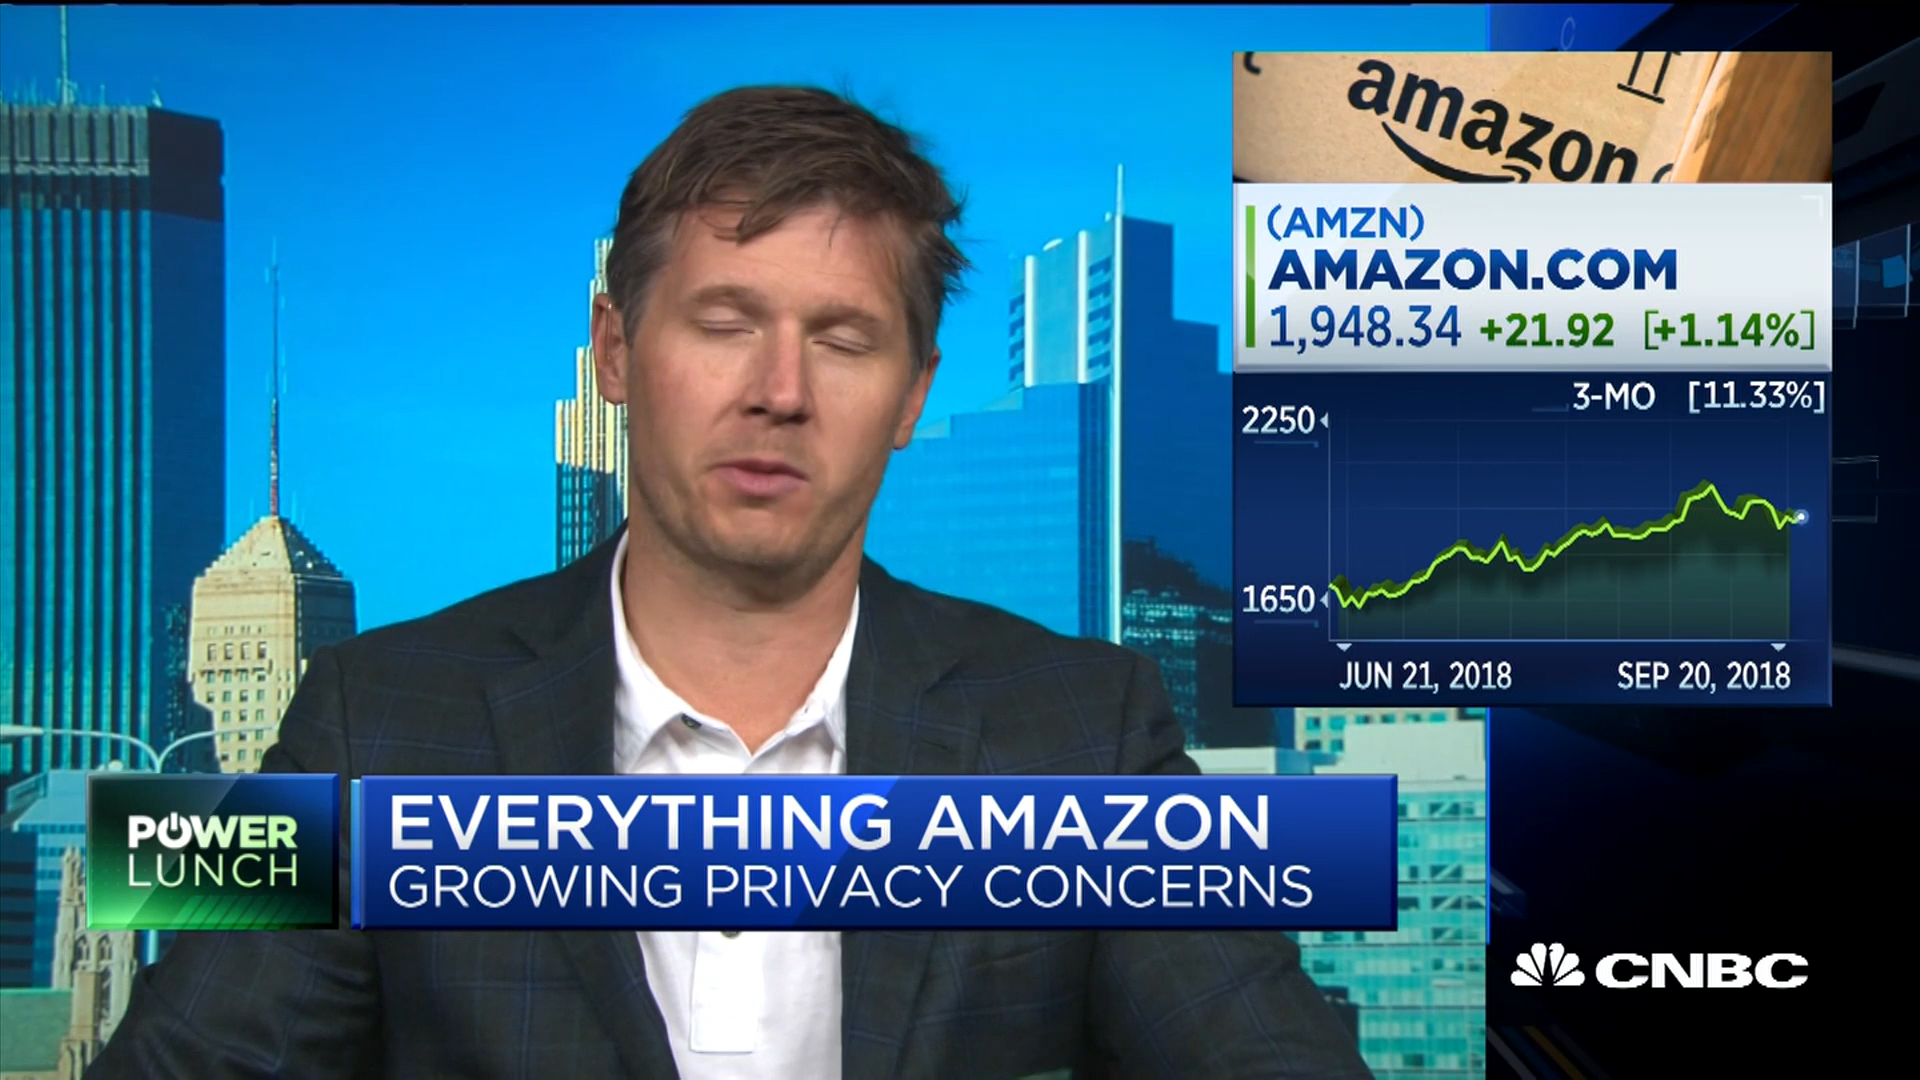 amazon
(AMZN)
AMAZON.COM
1,948.34 +21.92 [+1.14%]
3-MO [11.33%]
2250
1650
JUN 21, 2018 SEP 20, 2018
POWER
LUNCH
EVERYTHING AMAZON
GROWING PRIVACY CONCERNS
CNBC